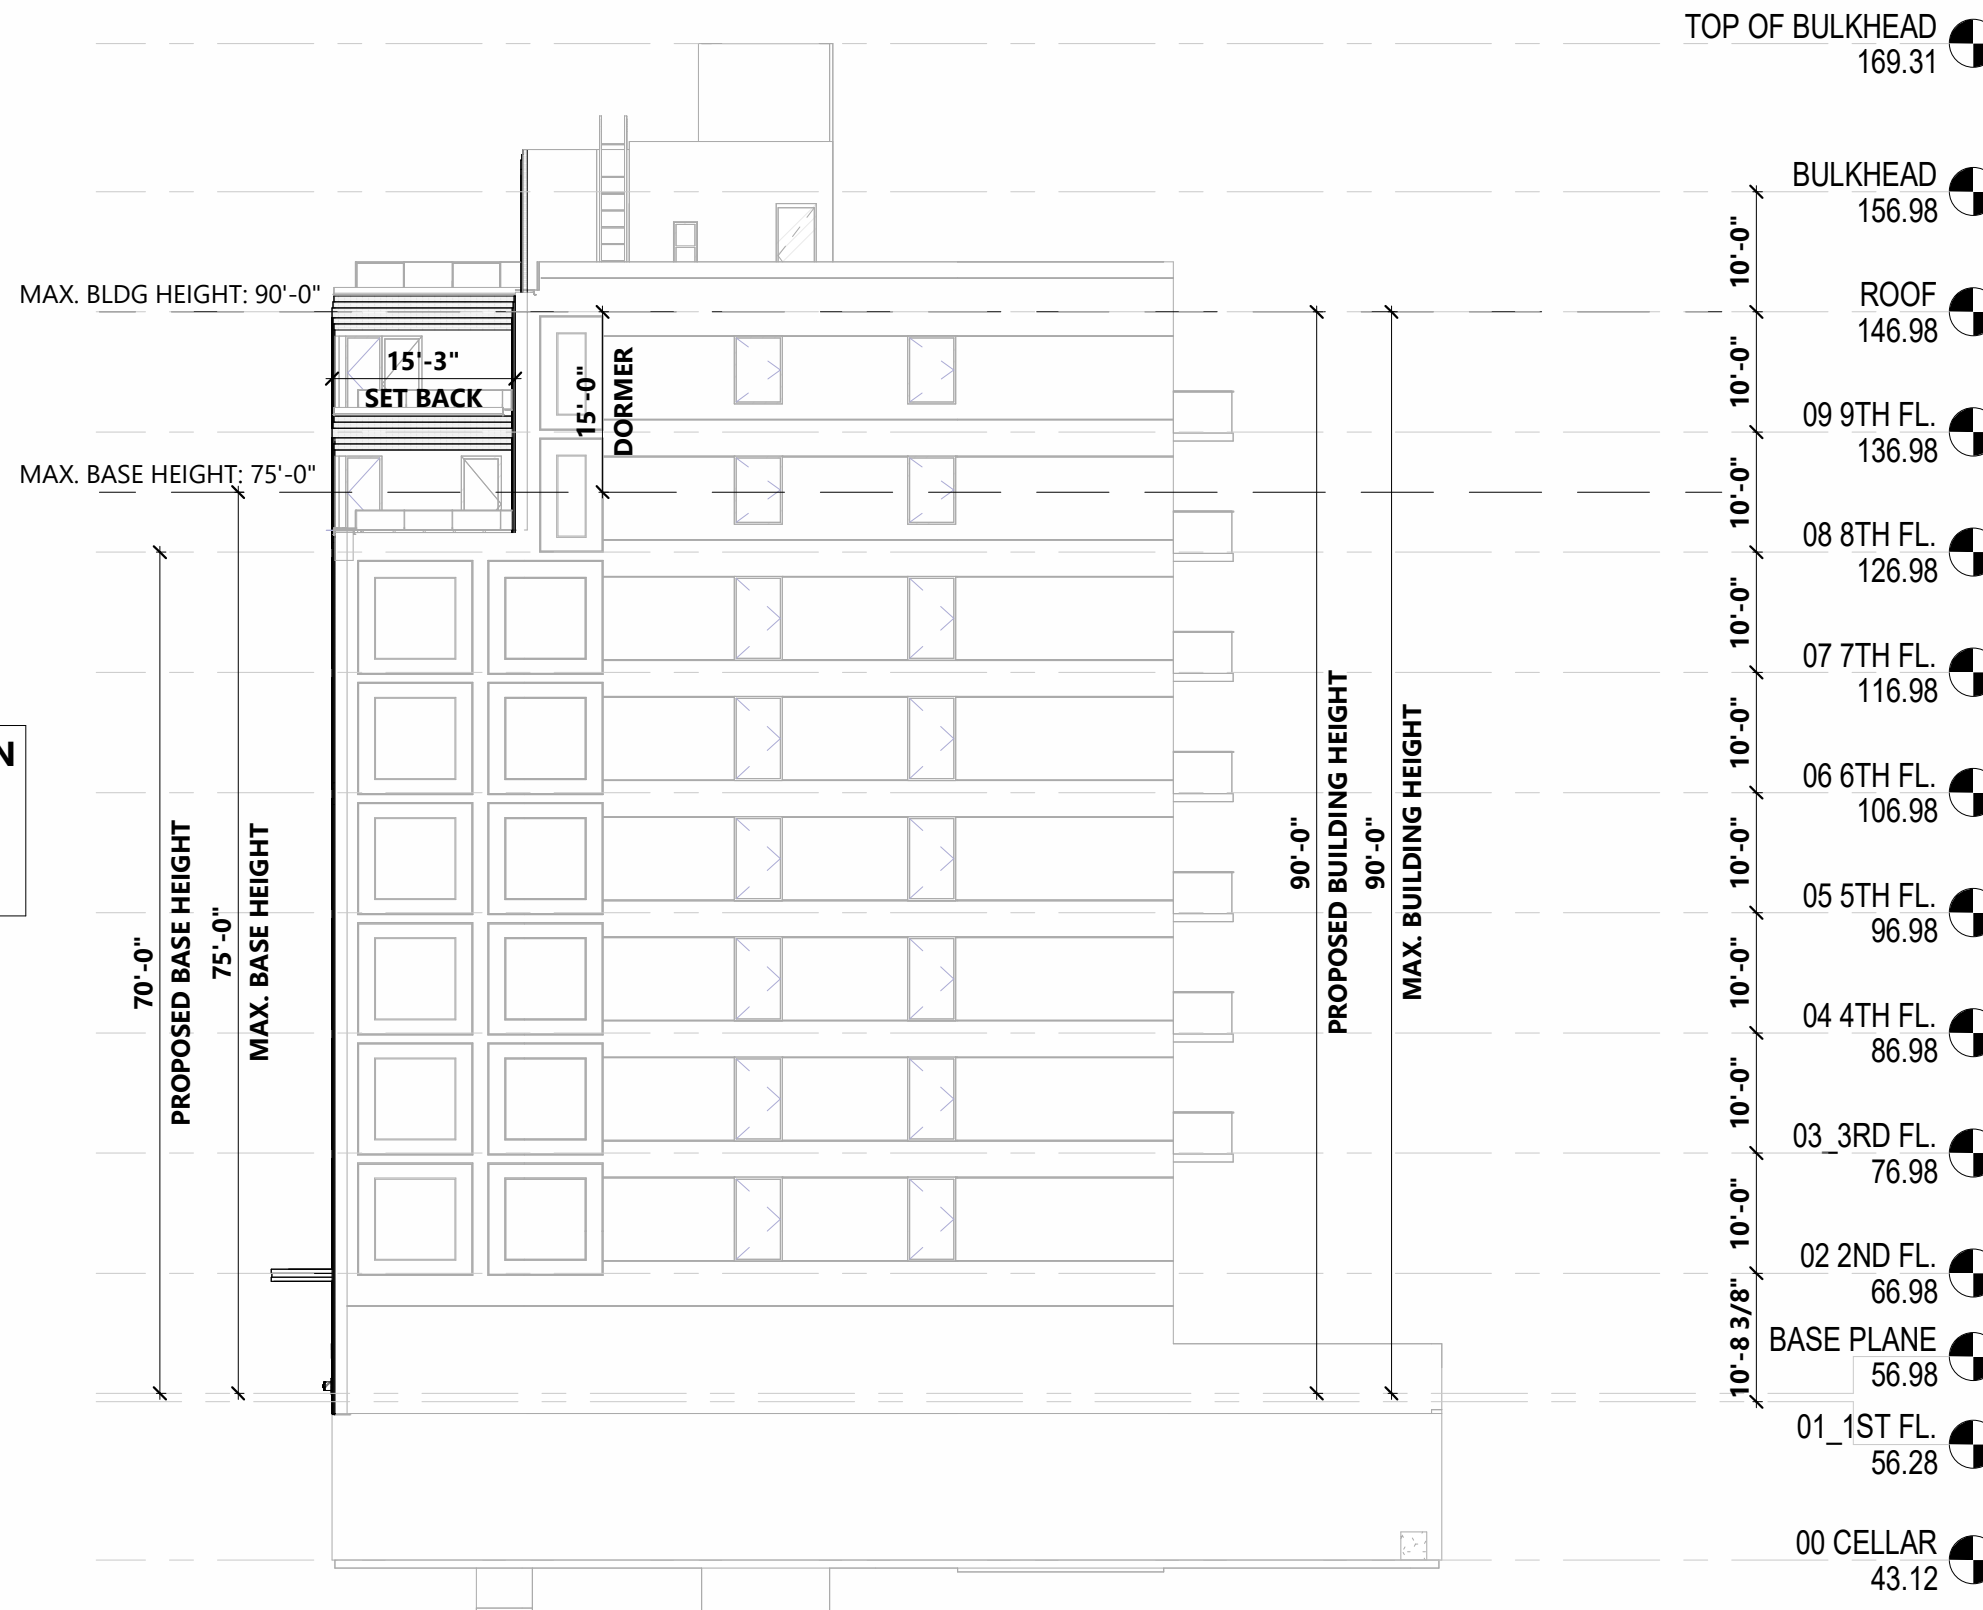 TOP OF BULKHEAD
169.31
BULKHEAD
156.98
10'-0"
MAX. BLDG HEIGHT: 90'-0"
ROOF
146.98
15'-3"
SET BACK
15'-0"
DORMER
10'-0"
09 9TH FL.
136.98
MAX. BASE HEIGHT: 75'-0"
10'-0"
08 8TH FL.
126.98
10'-0"
07 7TH FL.
116.98
N
10'-0"
06 6TH FL.
106.98
10'-0"
05 5TH FL.
96.98
70'-0"
PROPOSED BASE HEIGHT
75'-0"
MAX. BASE HEIGHT
90'-0"
PROPOSED BUILDING HEIGHT
90'-0"
MAX. BUILDING HEIGHT
10'-0"
04 4TH FL.
86.98
10'-0"
03_3RD FL.
76.98
10'-0"
02 2ND FL.
66.98
10'-8 3/8"
BASE PLANE
56.98
01_1ST FL.
56.28
00 CELLAR
43.12